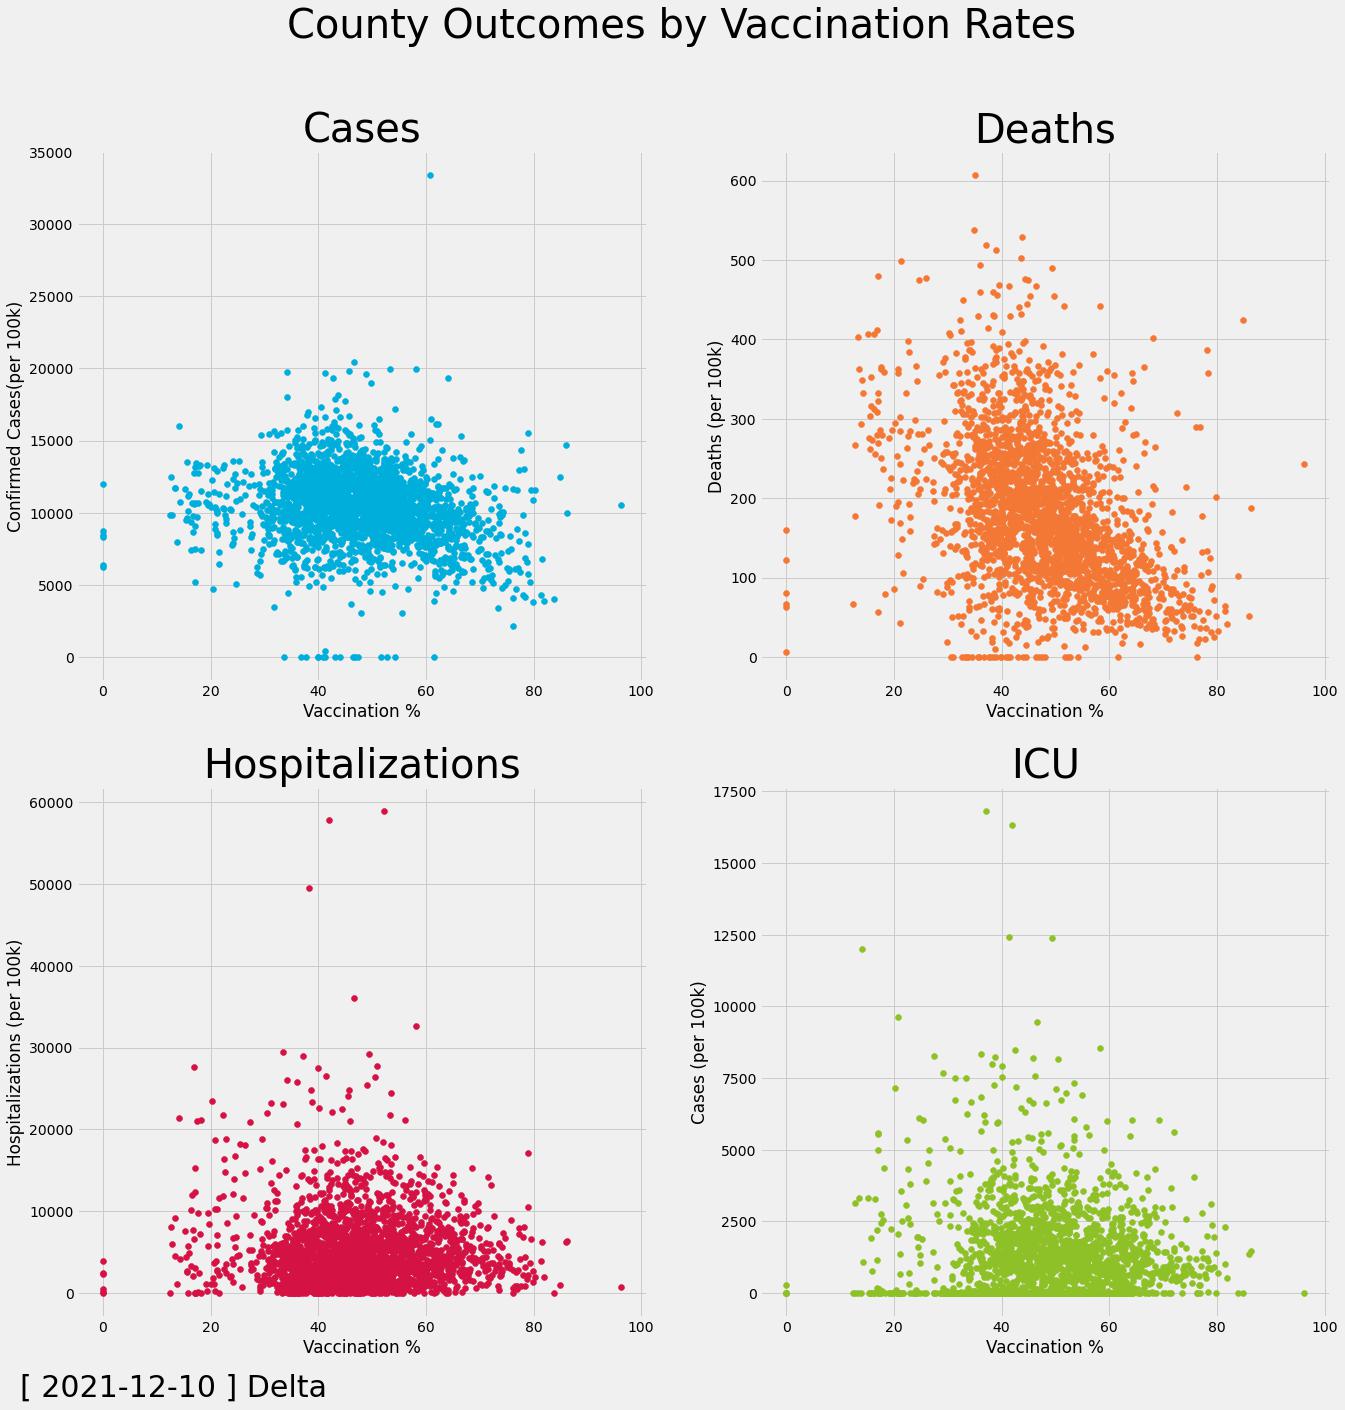 County Outcomes by Vaccination Rates
Cases
35000
30000
25000
20000
15000
10000
5000
0
Confirmed Cases(per 100k)
0 20 40 60 80 100
Vaccination %
Deaths
600
500
400
300
200
100
0
Deaths (per 100k)
0 20 40 60 80 100
Vaccination %
Hospitalizations
60000
50000
40000
30000
20000
10000
0
Hospitalizations (per 100k)
0 20 40 60 80 100
Vaccination %
ICU
17500
15000
12500
10000
7500
5000
2500
0
Cases (per 100k)
0 20 40 60 80 100
Vaccination %
[ 2021-12-10 ] Delta